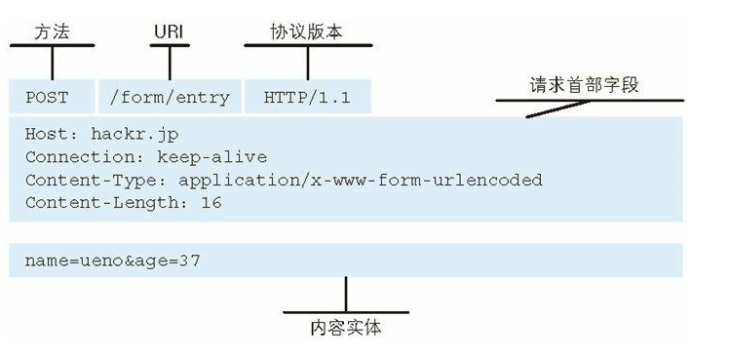 方法 URI 协议版本
POST /form/entry HTTP/1.1
请求首部字段
Host: hackr.jp
Connection: keep-alive
Content-Type: application/x-www-form-urlencoded
Content-Length: 16
name=ueno&age=37
内容实体